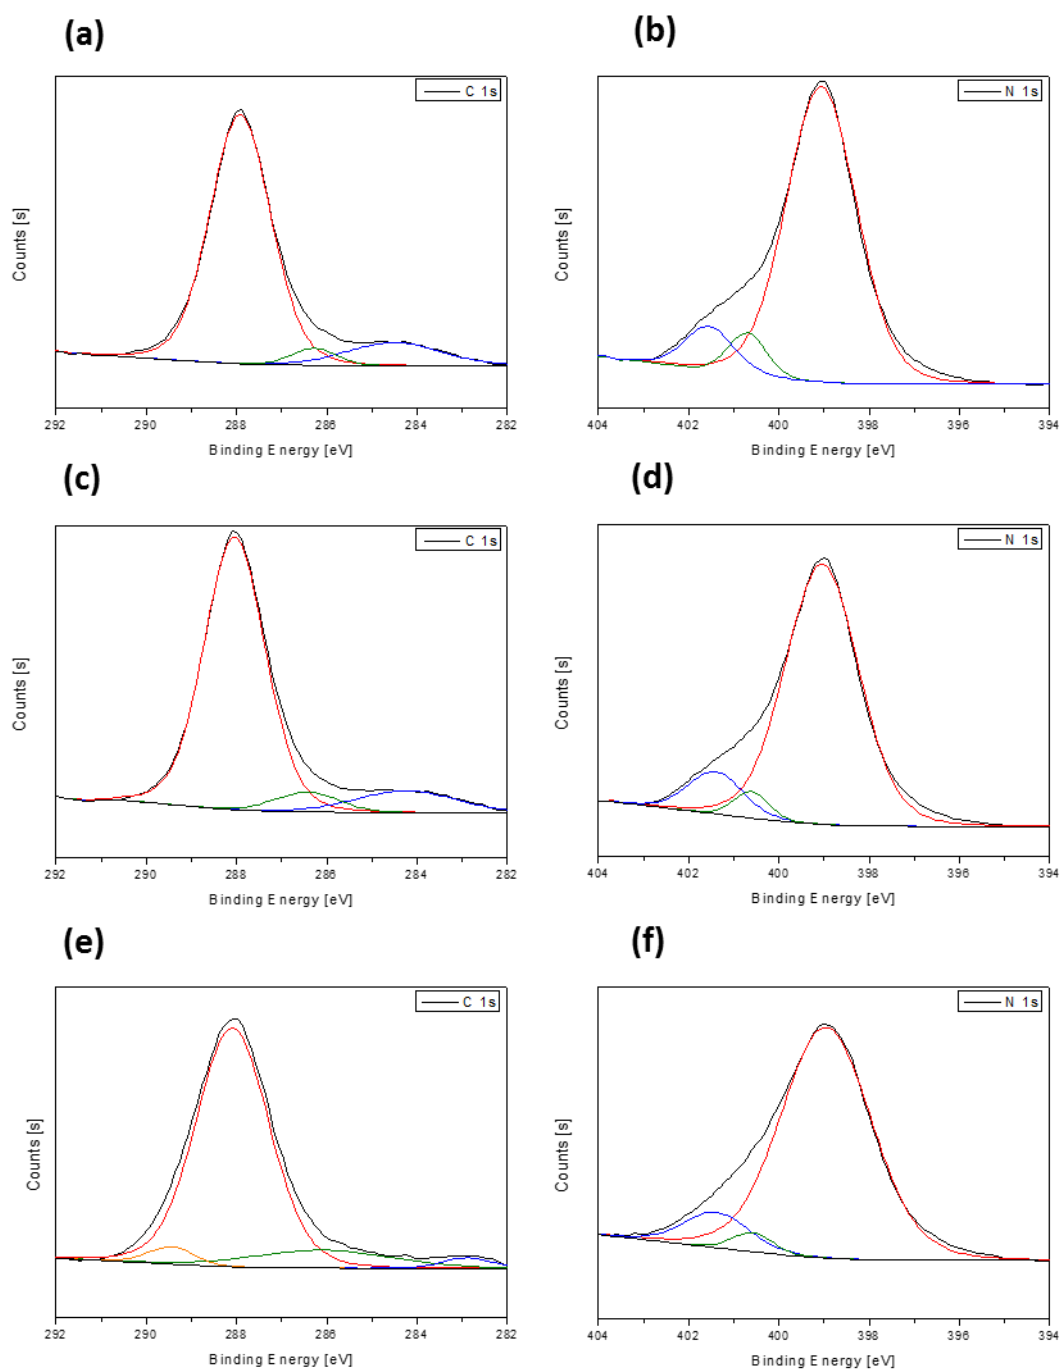 (a)
C 1s
Counts [s]
292 290 288 286 284 282
Binding Energy [eV]
(b)
N 1s
Counts [s]
404 402 400 398 396 394
Binding Energy [eV]
(c)
C 1s
Counts [s]
292 290 288 286 284 282
Binding Energy [eV]
(d)
N 1s
Counts [s]
404 402 400 398 396 394
Binding Energy [eV]
(e)
C 1s
Counts [s]
292 290 288 286 284 282
Binding Energy [eV]
(f)
N 1s
Counts [s]
404 402 400 398 396 394
Binding Energy [eV]